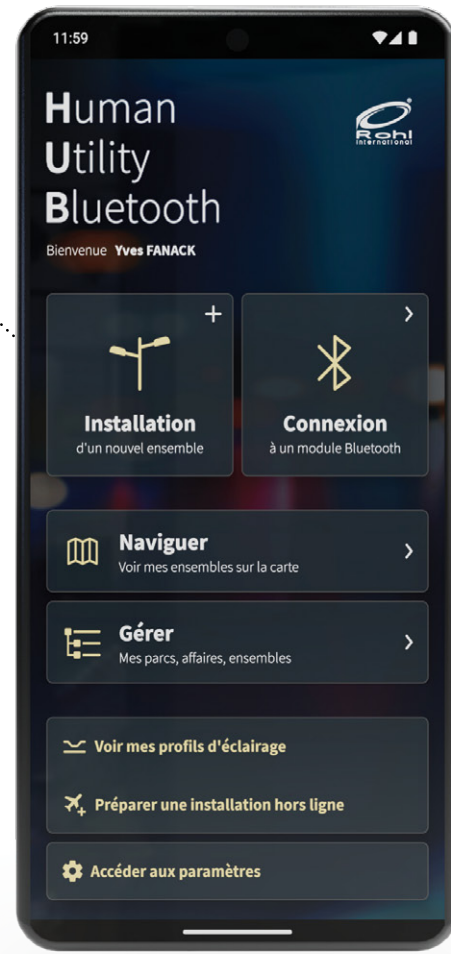 11:59
Human
Utility
Bluetooth
Rohl
International
Bienvenue Yves FANACK
Installation
d'un nouvel ensemble
Connexion
à un module Bluetooth
Naviguer
Voir mes ensembles sur la carte
Gérer
Mes parcs, affaires, ensembles
Voir mes profils d'éclairage
Préparer une installation hors ligne
Accéder aux paramètres